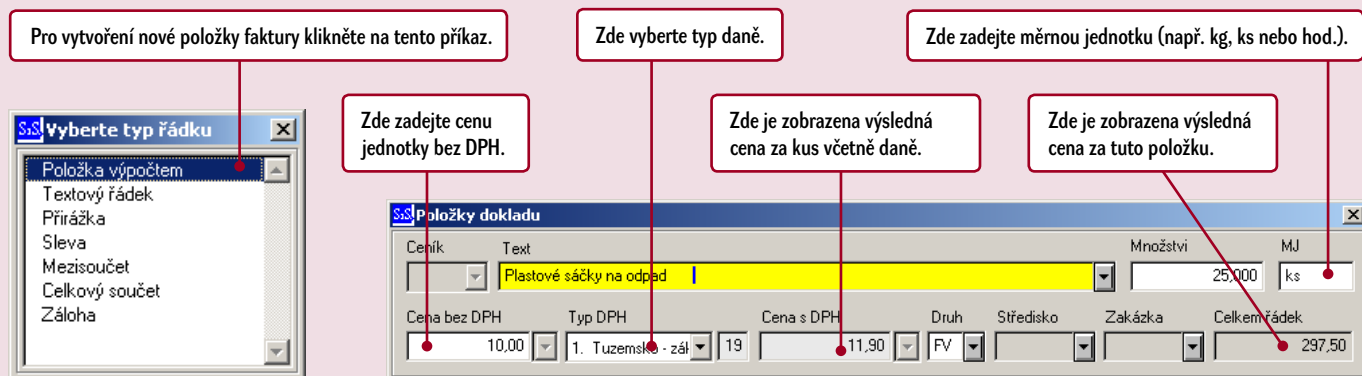 Pro vytvoření nové položky faktury klikněte na tento příkaz.
Zde vyberte typ daně.
Zde zadejte měrnou jednotku (např. kg, ks nebo hod.).
Zde zadejte cenu
jednotky bez DPH.
Zde je zobrazena výsledná
cena za kus včetně daně.
Zde je zobrazena výsledná
cena za tuto položku.
Vyberte typ řádku
Položka výpočtem
Textový řádek
Přirážka
Sleva
Mezisoučet
Celkový součet
Záloha
Položky dokladu
Ceník Text Množstvi MJ
Plastové sáčky na odpad 25,000 ks
Cena bez DPH Typ DPH Cena s DPH Druh Středisko Zakázka Celkem řádek
10,00 1. Tuzemsko - zák 19 11,90 FV 297,50